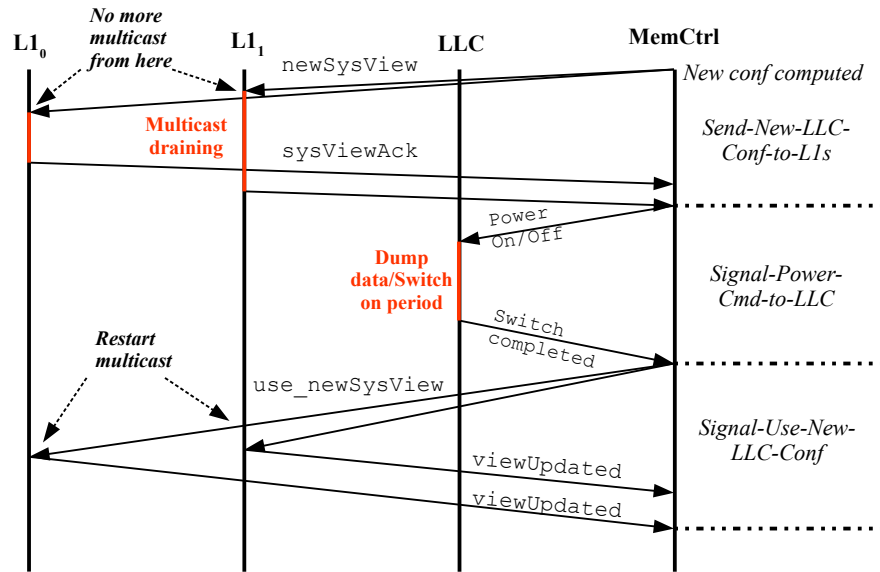 No more
multicast
from here
L1₀
L1₁
LLC
MemCtrl
newSysView
New conf computed
Multicast
draining
sysViewAck
Send-New-LLC-
Conf-to-L1s
Power
On/Off
Dump
data/Switch
on period
Signal-Power-
Cmd-to-LLC
Switch
completed
Restart
multicast
use_newSysView
Signal-Use-New-
LLC-Conf
viewUpdated
viewUpdated